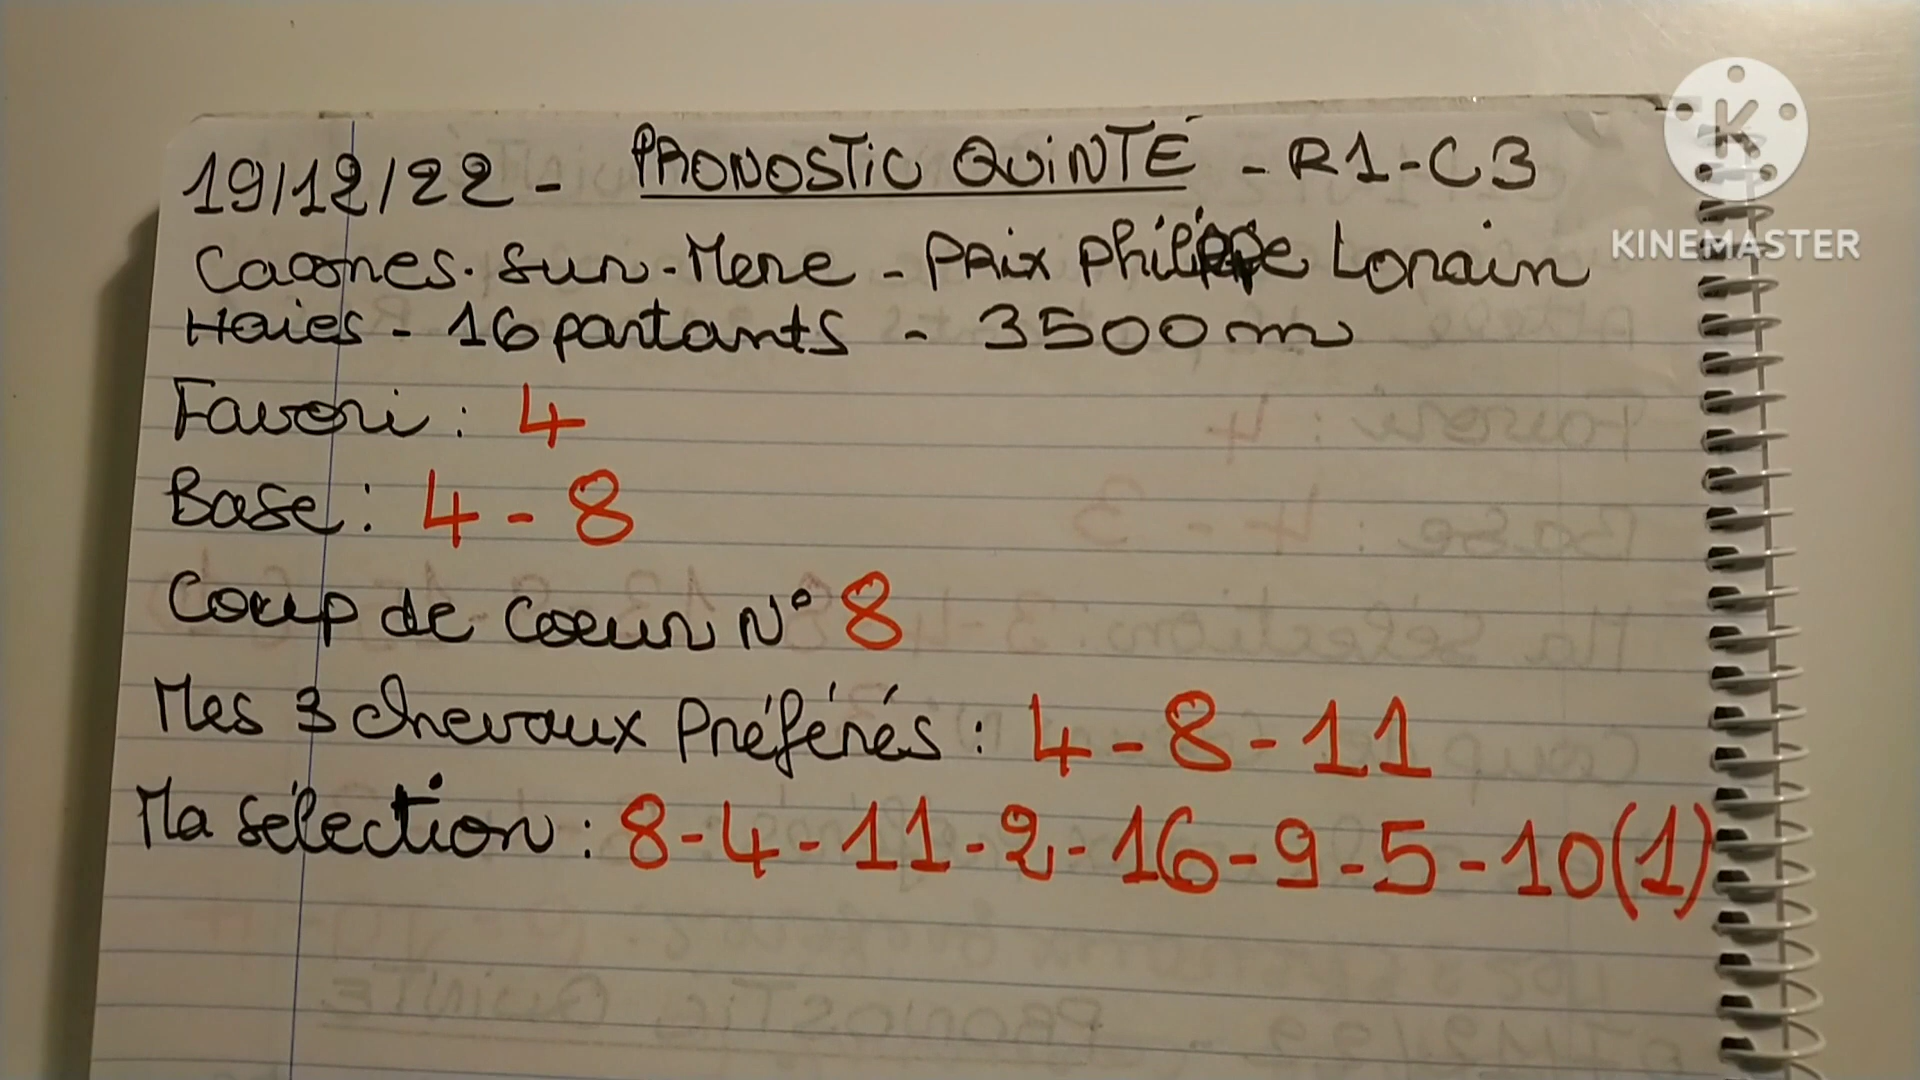 19/12/22 - PRONOSTIC QUINTÉ - R1-C3
Cagnes-sur-Mere - Prix Philippe Lorain
Haies - 16 partants - 3500m
Favori : 4
Base : 4 - 8
Coup de coeur N° 8
Mes 3 chevaux Préférés : 4 - 8 - 11
Ma sélection : 8 - 4 - 11 - 2 - 16 - 9 - 5 - 10 (1)
KINEMASTER